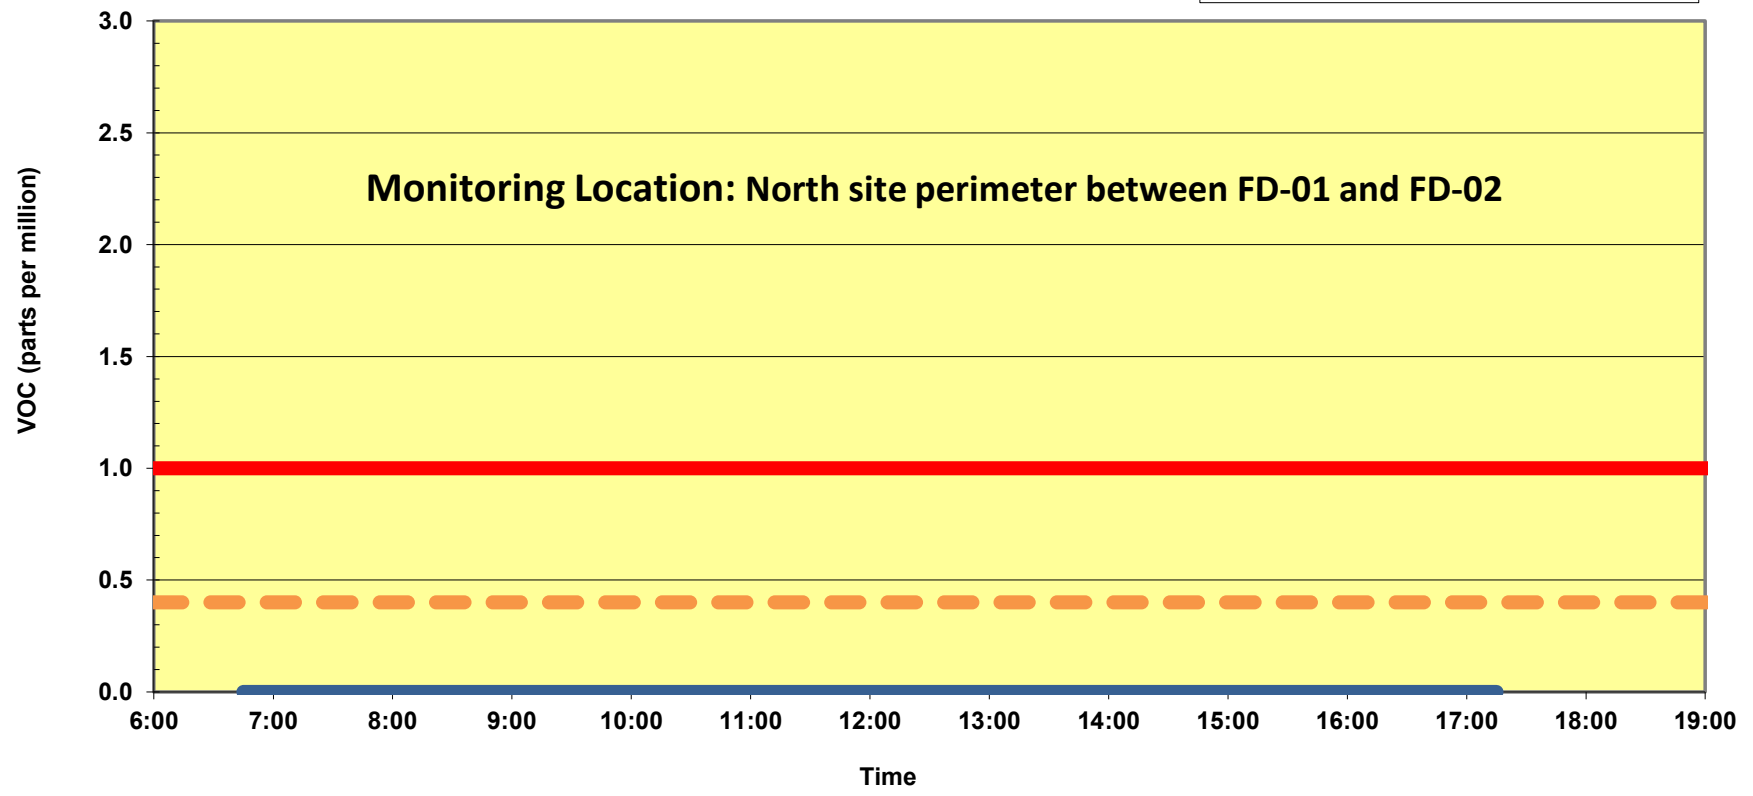 3.0
2.5
Monitoring Location: North site perimeter between FD-01 and FD-02
2.0
VOC (parts per million)
1.5
1.0
0.5
0.0
6:00 7:00 8:00 9:00 10:00 11:00 12:00 13:00 14:00 15:00 16:00 17:00 18:00 19:00
Time